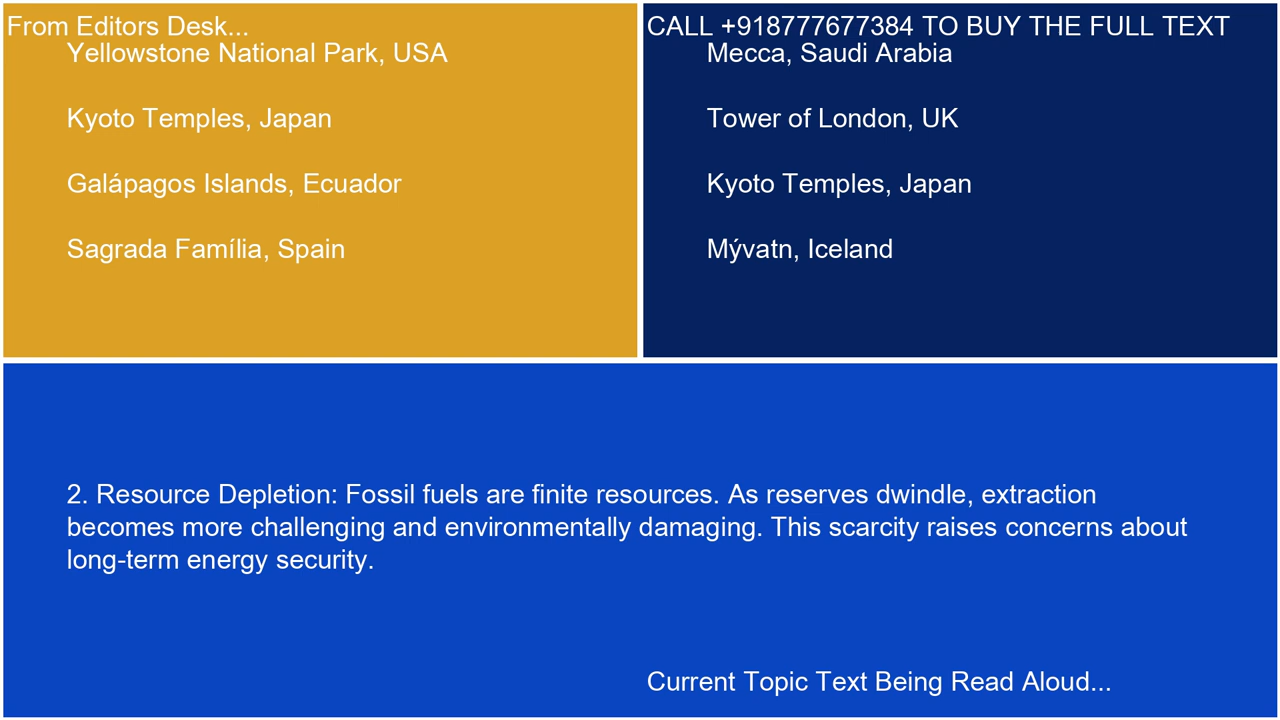 From Editors Desk...
Yellowstone National Park, USA
Kyoto Temples, Japan
Galápagos Islands, Ecuador
Sagrada Família, Spain
CALL +918777677384 TO BUY THE FULL TEXT
Mecca, Saudi Arabia
Tower of London, UK
Kyoto Temples, Japan
Mývatn, Iceland
2. Resource Depletion: Fossil fuels are finite resources. As reserves dwindle, extraction
becomes more challenging and environmentally damaging. This scarcity raises concerns about
long-term energy security.
Current Topic Text Being Read Aloud...